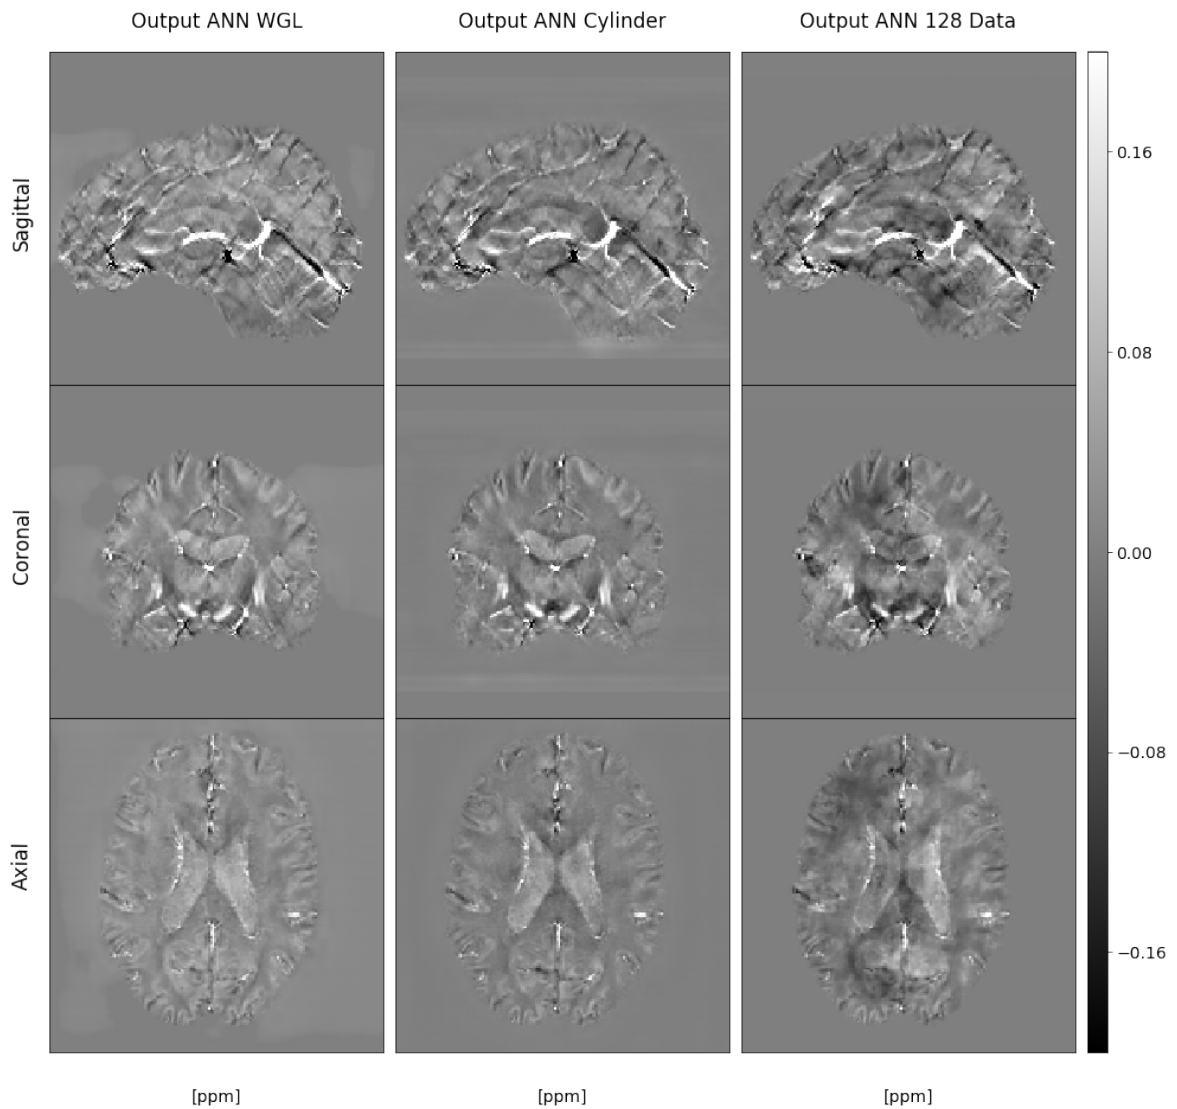 Output ANN WGL
Output ANN Cylinder
Output ANN 128 Data
Sagittal
Coronal
Axial
0.16
0.08
0.00
−0.08
−0.16
[ppm]
[ppm]
[ppm]